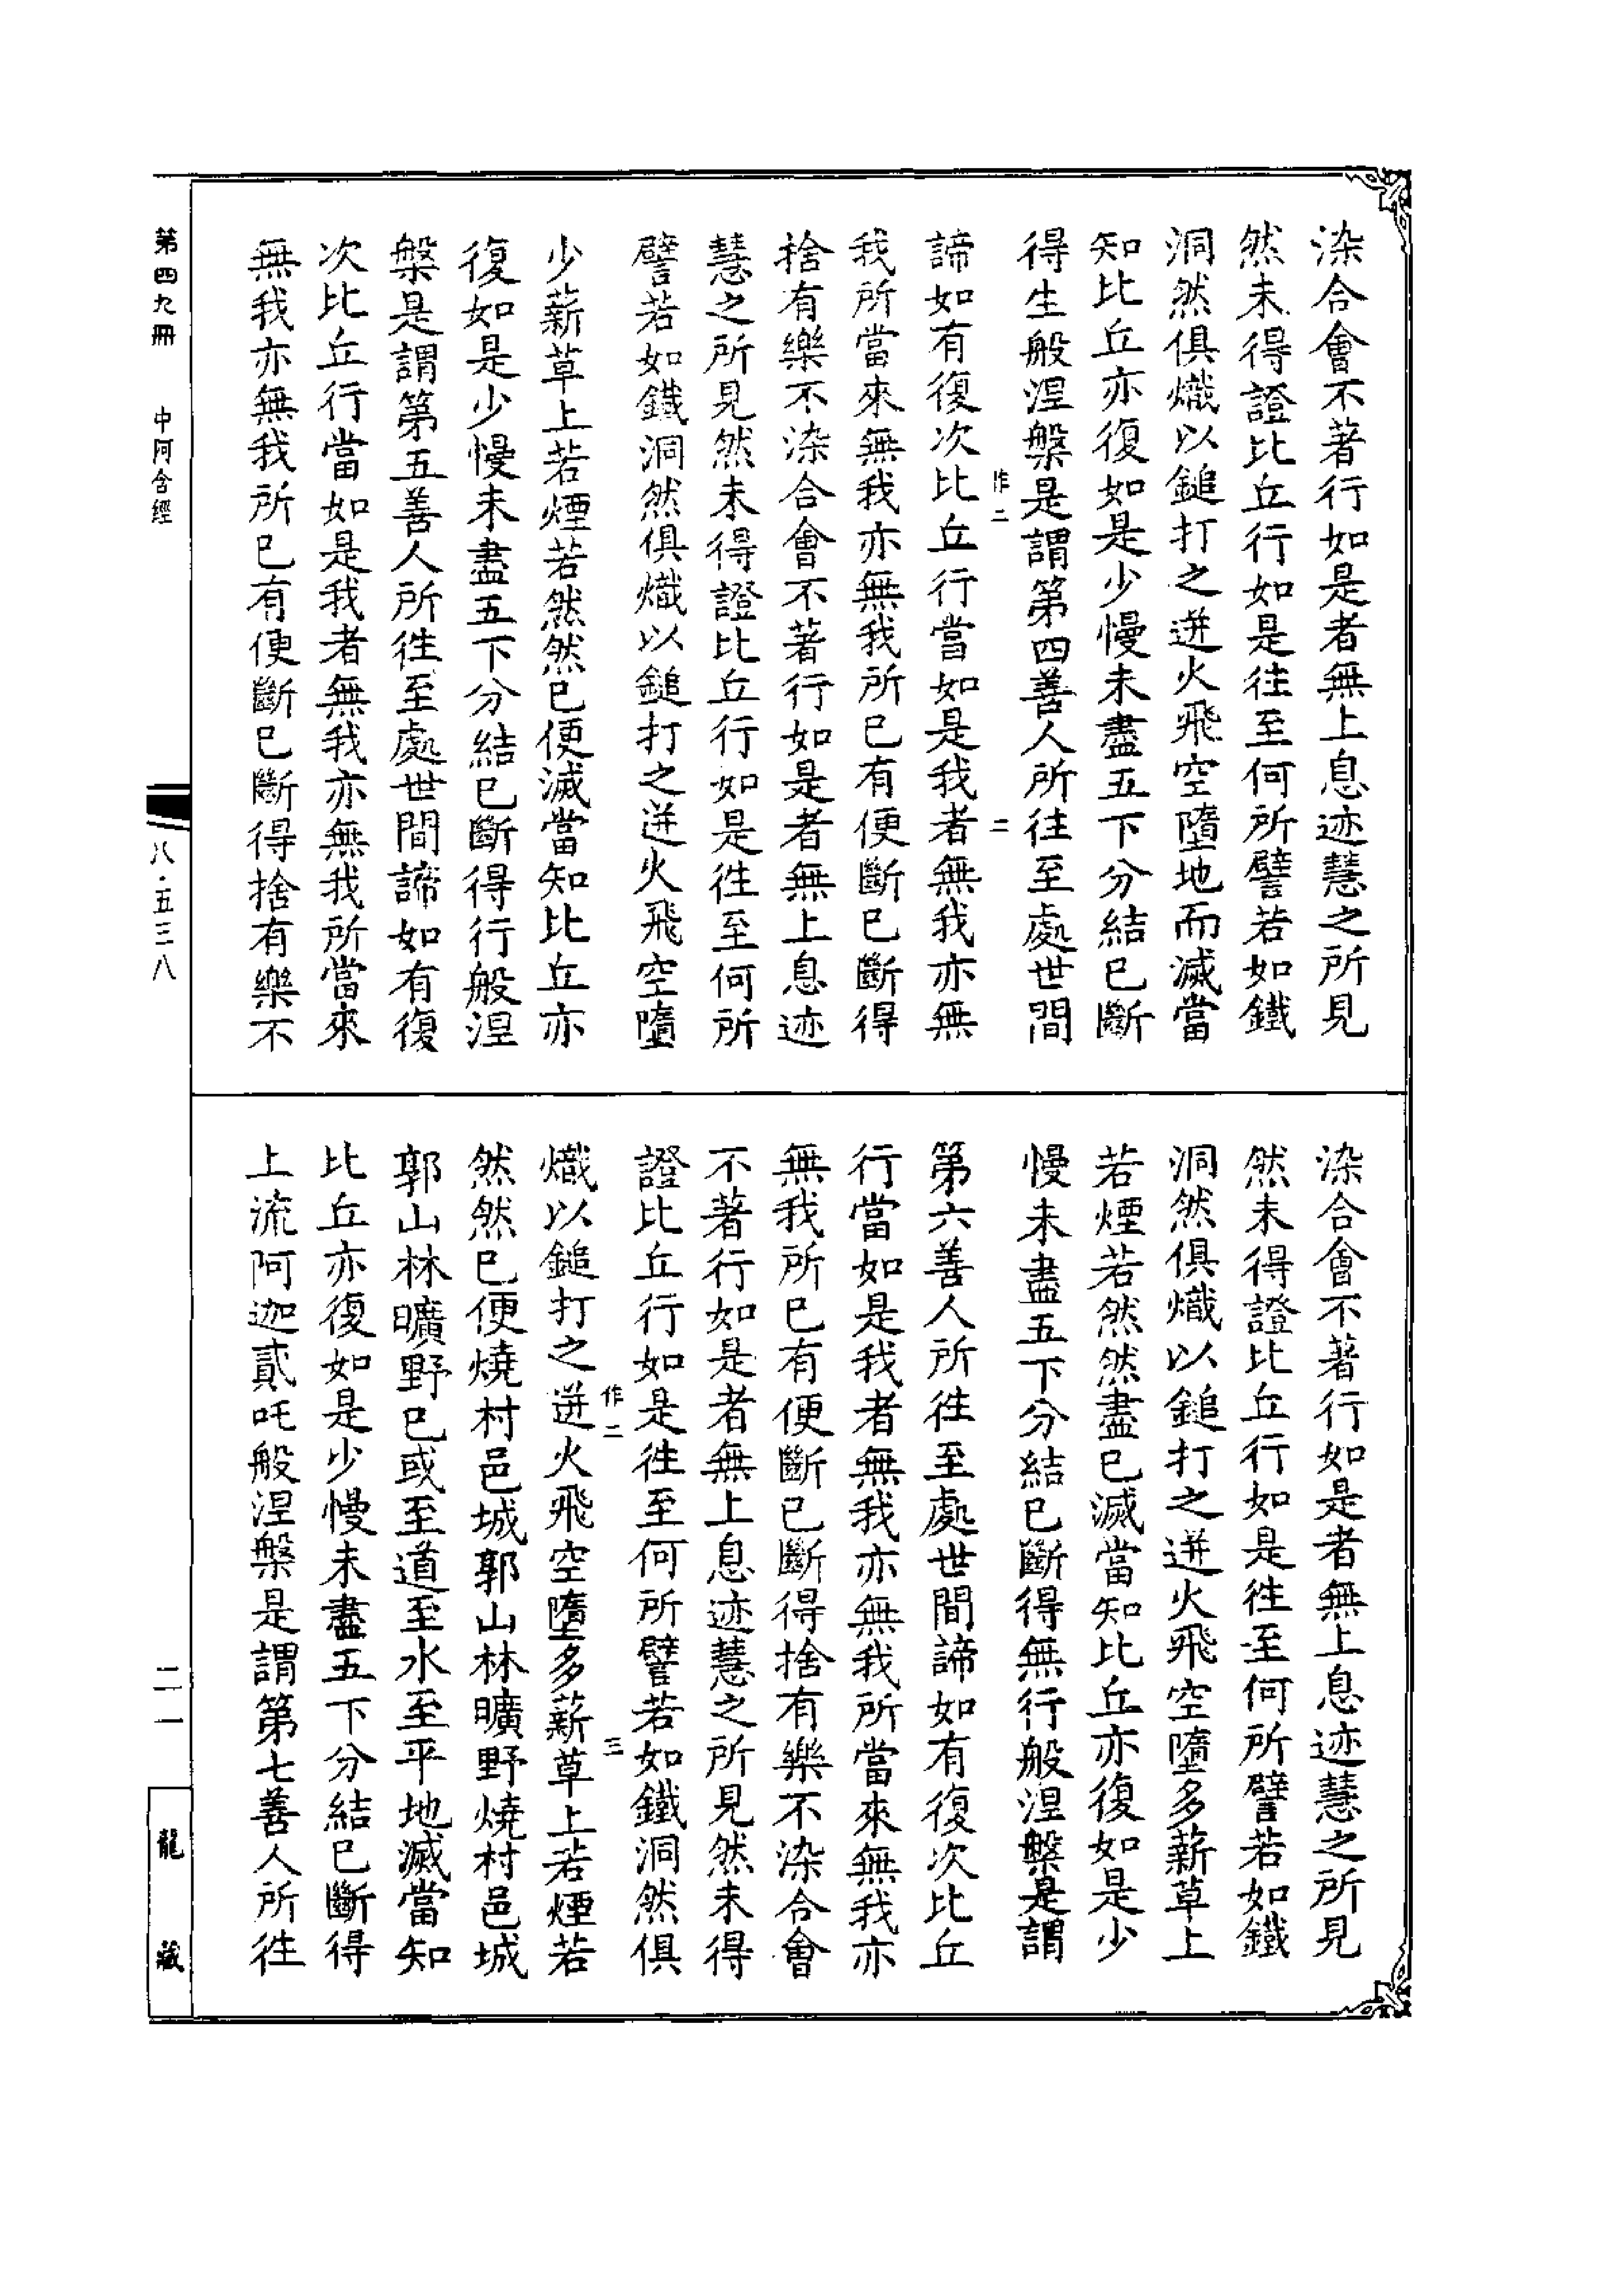 染合會不著行如是者無上息迹慧之所見
然未得證比丘行如是往至何所譬若如鐵
洞然俱熾以鎚打之迸火飛空墮地而滅當
知比丘亦復如是少慢未盡五下分結已斷
得生般涅槃是謂第四善人所往至處世間
作二 二
諦如有復次比丘行當如是我者無我亦無
我所當來無我亦無我所已有便斷已斷得
捨有樂不染合會不著行如是者無上息迹
慧之所見然未得證比丘行如是往至何所
譬若如鐵洞然俱熾以鎚打之迸火飛空墮
少薪草上若煙若然然已便滅當知比丘亦
復如是少慢未盡五下分結已斷得行般涅
槃是謂第五善人所往至處世間諦如有復
次比丘行當如是我者無我亦無我所當來
無我亦無我所已有便斷已斷得捨有樂不
染合會不著行如是者無上息迹慧之所見
然未得證比丘行如是往至何所譬若如鐵
洞然俱熾以鎚打之迸火飛空墮多薪草上
若煙若然然盡已滅當知比丘亦復如是少
慢未盡五下分結已斷得無行般涅槃是謂
第六善人所往至處世間諦如有復次比丘
行當如是我者無我亦無我所當來無我亦
無我所已有便斷已斷得捨有樂不染合會
不著行如是者無上息迹慧之所見然未得
證比丘行如是往至何所譬若如鐵洞然俱
作二 三
熾以鎚打之迸火飛空墮多薪草上若煙若
然然已便燒村邑城郭山林曠野燒村邑城
郭山林曠野已或至道至水至平地滅當知
比丘亦復如是少慢未盡五下分結已斷得
上流阿迦貳吒般涅槃是謂第七善人所往
第四九冊 中阿含經
八·五三八
二一
龍藏